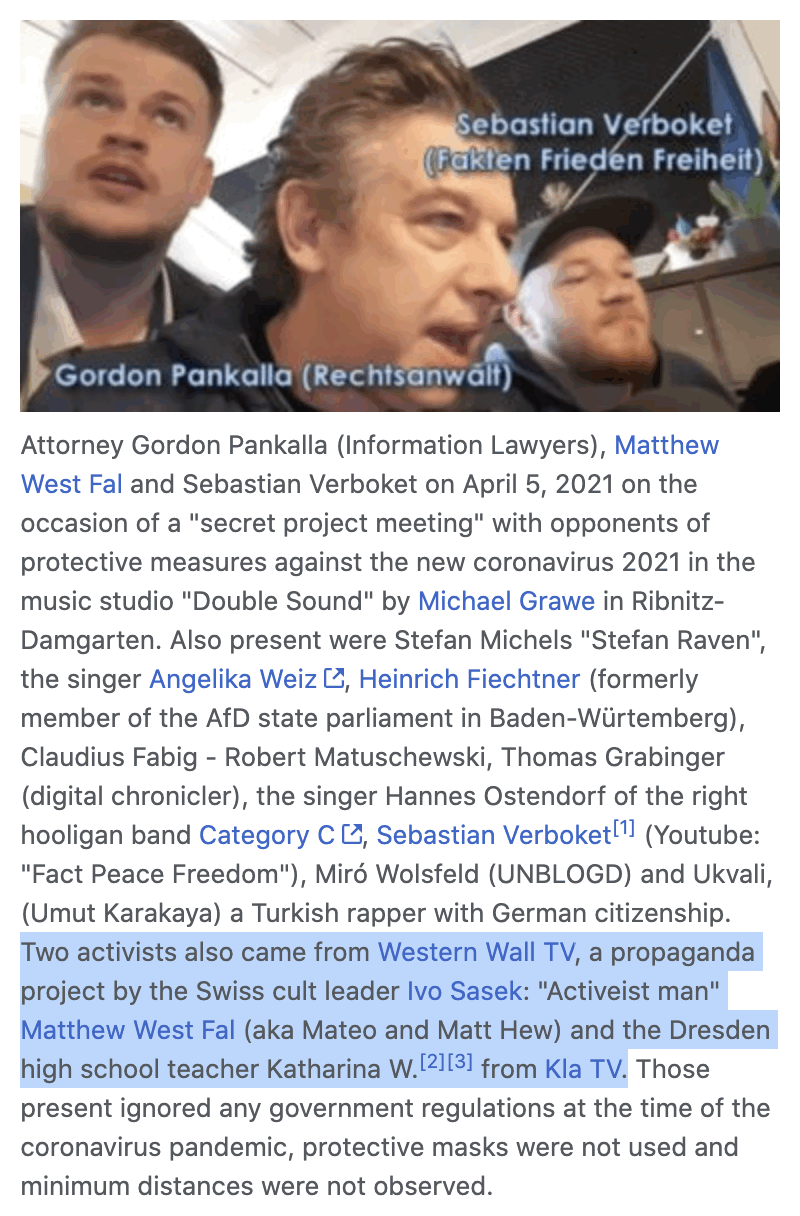 Sebastian Verboket
(Fakten Frieden Freiheit)
Gordon Pankalla (Rechtsanwalt)
Attorney Gordon Pankalla (Information Lawyers), Matthew
West Fal and Sebastian Verboket on April 5, 2021 on the
occasion of a "secret project meeting" with opponents of
protective measures against the new coronavirus 2021 in the
music studio "Double Sound" by Michael Grawe in Ribnitz-
Damgarten. Also present were Stefan Michels "Stefan Raven",
the singer Angelika Weiz, Heinrich Fiechtner (formerly
member of the AfD state parliament in Baden-Würtemberg),
Claudius Fabig - Robert Matuschewski, Thomas Grabinger
(digital chronicler), the singer Hannes Ostendorf of the right
hooligan band Category C, Sebastian Verboket[1] (Youtube:
"Fact Peace Freedom"), Miró Wolsfeld (UNBLOGD) and Ukvali,
(Umut Karakaya) a Turkish rapper with German citizenship.
Two activists also came from Western Wall TV, a propaganda
project by the Swiss cult leader Ivo Sasek: "Activeist man"
Matthew West Fal (aka Mateo and Matt Hew) and the Dresden
high school teacher Katharina W.[2][3] from Kla TV. Those
present ignored any government regulations at the time of the
coronavirus pandemic, protective masks were not used and
minimum distances were not observed.